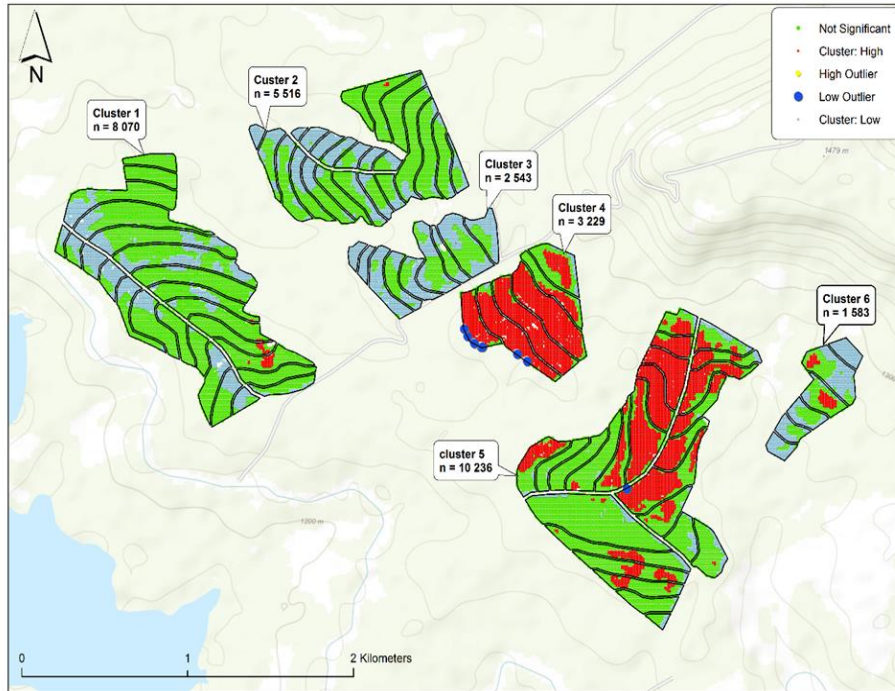 N
Cluster 1
n = 8 070
Custer 2
n = 5 516
Cluster 3
n = 2 543
Cluster 4
n = 3 229
cluster 5
n = 10 236
Cluster 6
n = 1 583
Not Significant
Cluster: High
High Outlier
Low Outlier
Cluster: Low
1479 m
1200 m
0 1 2 Kilometers